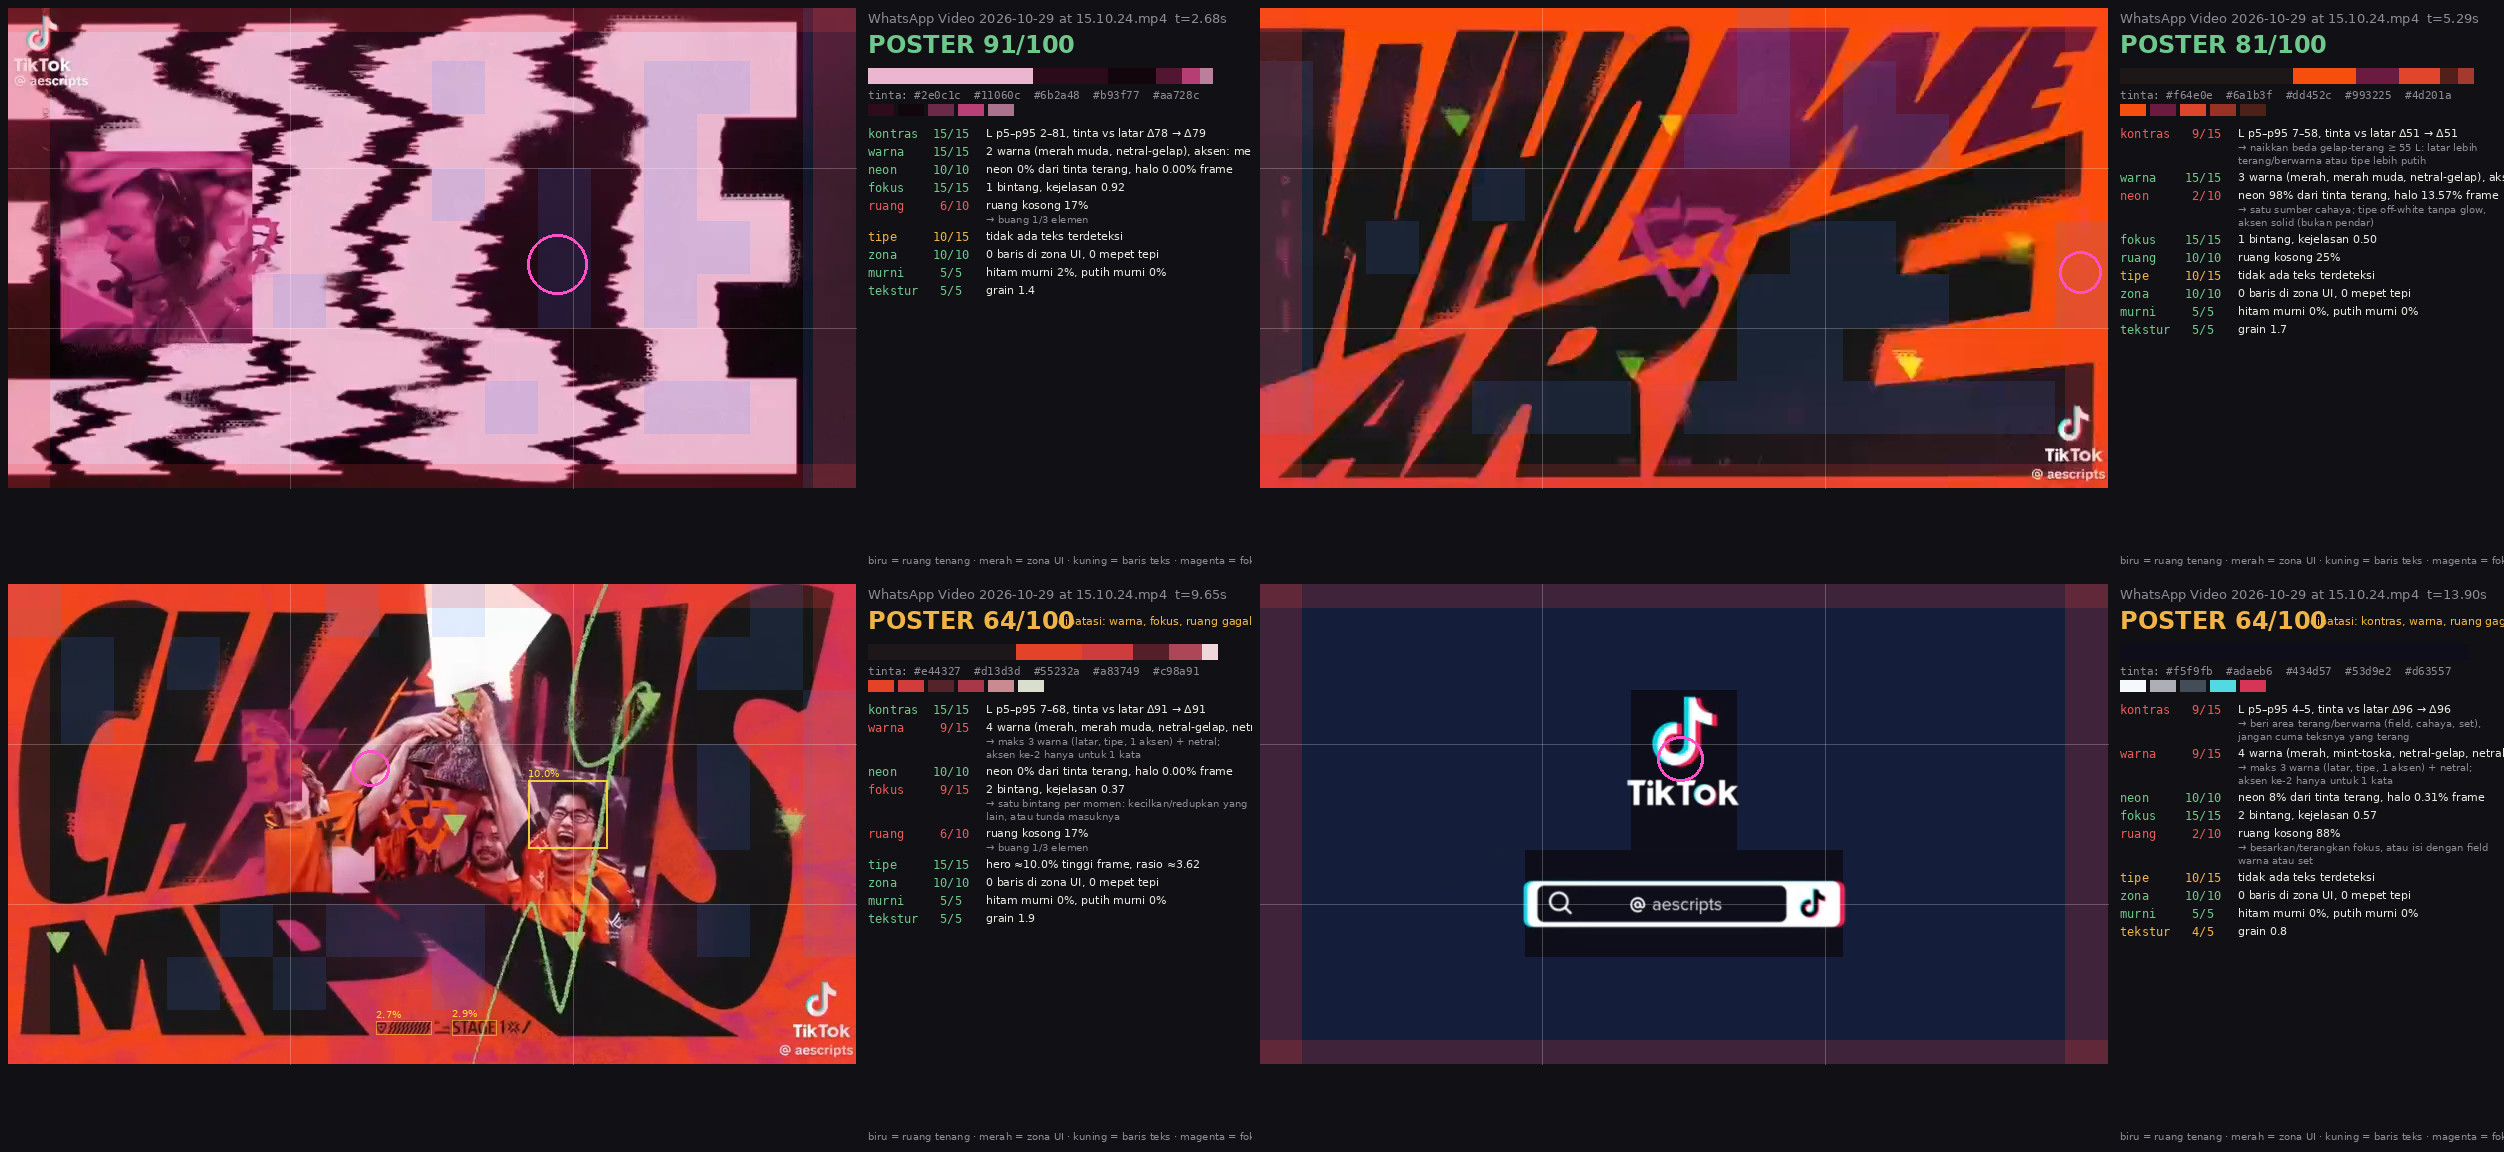 TikTok
@ aescripts
WhatsApp Video 2026-10-29 at 15.10.24.mp4 t=2.68s
POSTER 91/100
tinta: #2e0c1c #11060c #6b2a48 #b93f77 #aa728c
kontras 15/15 L p5–p95 2–81, tinta vs latar Δ78 → Δ79
warna 15/15 2 warna (merah muda, netral-gelap), aksen: me
neon 10/10 neon 0% dari tinta terang, halo 0.00% frame
fokus 15/15 1 bintang, kejelasan 0.92
ruang 6/10 ruang kosong 17%
→ buang 1/3 elemen
tipe 10/15 tidak ada teks terdeteksi
zona 10/10 0 baris di zona UI, 0 mepet tepi
murni 5/5 hitam murni 2%, putih murni 0%
tekstur 5/5 grain 1.4
biru = ruang tenang · merah = zona UI · kuning = baris teks · magenta = fok
TikTok
@ aescripts
WhatsApp Video 2026-10-29 at 15.10.24.mp4 t=5.29s
POSTER 81/100
tinta: #f64e0e #6a1b3f #dd452c #993225 #4d201a
kontras 9/15 L p5–p95 7–58, tinta vs latar Δ51 → Δ51
→ naikkan beda gelap-terang ≥ 55 L: latar lebih
terang/berwarna atau tipe lebih putih
warna 15/15 3 warna (merah, merah muda, netral-gelap), aks
neon 2/10 neon 98% dari tinta terang, halo 13.57% frame
→ satu sumber cahaya; tipe off-white tanpa glow,
aksen solid (bukan pendar)
fokus 15/15 1 bintang, kejelasan 0.50
ruang 10/10 ruang kosong 25%
tipe 10/15 tidak ada teks terdeteksi
zona 10/10 0 baris di zona UI, 0 mepet tepi
murni 5/5 hitam murni 0%, putih murni 0%
tekstur 5/5 grain 1.7
biru = ruang tenang · merah = zona UI · kuning = baris teks · magenta = fok
10.0%
2.7%
2.9%
STAGE 1
TikTok
@ aescripts
WhatsApp Video 2026-10-29 at 15.10.24.mp4 t=9.65s
POSTER 64/100 atasi: warna, fokus, ruang gagal
tinta: #e44327 #d13d3d #55232a #a83749 #c98a91
kontras 15/15 L p5–p95 7–68, tinta vs latar Δ91 → Δ91
warna 9/15 4 warna (merah, merah muda, netral-gelap, netr
→ maks 3 warna (latar, tipe, 1 aksen) + netral;
aksen ke-2 hanya untuk 1 kata
neon 10/10 neon 0% dari tinta terang, halo 0.00% frame
fokus 9/15 2 bintang, kejelasan 0.37
→ satu bintang per momen: kecilkan/redupkan yang
lain, atau tunda masuknya
ruang 6/10 ruang kosong 17%
→ buang 1/3 elemen
tipe 15/15 hero ≈10.0% tinggi frame, rasio ≈3.62
zona 10/10 0 baris di zona UI, 0 mepet tepi
murni 5/5 hitam murni 0%, putih murni 0%
tekstur 5/5 grain 1.9
biru = ruang tenang · merah = zona UI · kuning = baris teks · magenta = fok
TikTok
@ aescripts
WhatsApp Video 2026-10-29 at 15.10.24.mp4 t=13.90s
POSTER 64/100 atasi: kontras, warna, ruang gag
tinta: #f5f9fb #adaeb6 #434d57 #53d9e2 #d63557
kontras 9/15 L p5–p95 4–5, tinta vs latar Δ96 → Δ96
→ beri area terang/berwarna (field, cahaya, set),
jangan cuma teksnya yang terang
warna 9/15 4 warna (merah, mint-toska, netral-gelap, netral
→ maks 3 warna (latar, tipe, 1 aksen) + netral;
aksen ke-2 hanya untuk 1 kata
neon 10/10 neon 8% dari tinta terang, halo 0.31% frame
fokus 15/15 2 bintang, kejelasan 0.57
ruang 2/10 ruang kosong 88%
→ besarkan/terangkan fokus, atau isi dengan field
warna atau set
tipe 10/15 tidak ada teks terdeteksi
zona 10/10 0 baris di zona UI, 0 mepet tepi
murni 5/5 hitam murni 0%, putih murni 0%
tekstur 4/5 grain 0.8
biru = ruang tenang · merah = zona UI · kuning = baris teks · magenta = fok